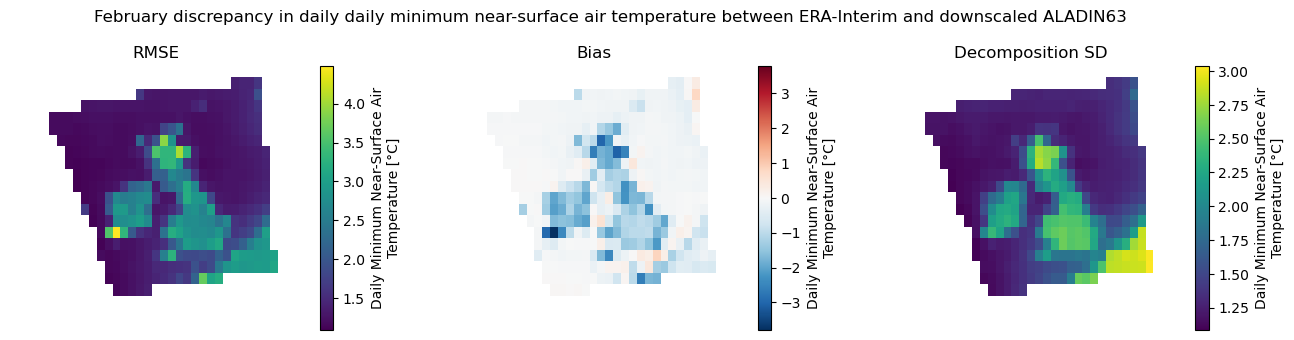 February discrepancy in daily daily minimum near-surface air temperature between ERA-Interim and downscaled ALADIN63
RMSE
4.0
3.5
3.0
2.5
2.0
1.5
Daily Minimum Near-Surface Air
Temperature [°C]
Bias
3
2
1
0
−1
−2
−3
Daily Minimum Near-Surface Air
Temperature [°C]
Decomposition SD
3.00
2.75
2.50
2.25
2.00
1.75
1.50
1.25
Daily Minimum Near-Surface Air
Temperature [°C]